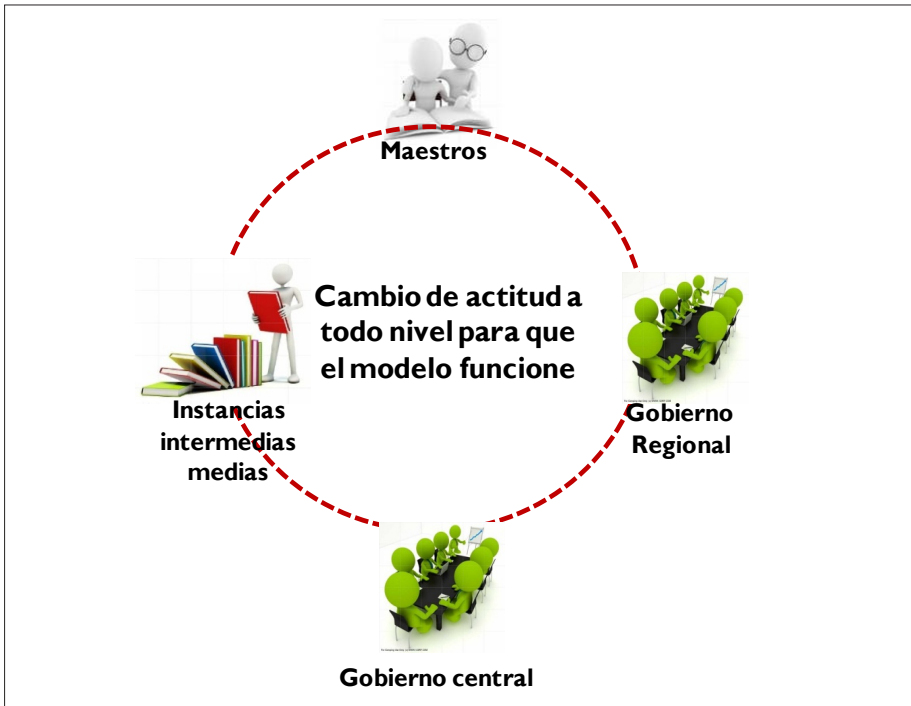 Maestros
Cambio de actitud a
todo nivel para que
el modelo funcione
Instancias
intermedias
medias
Gobierno
Regional
Gobierno central